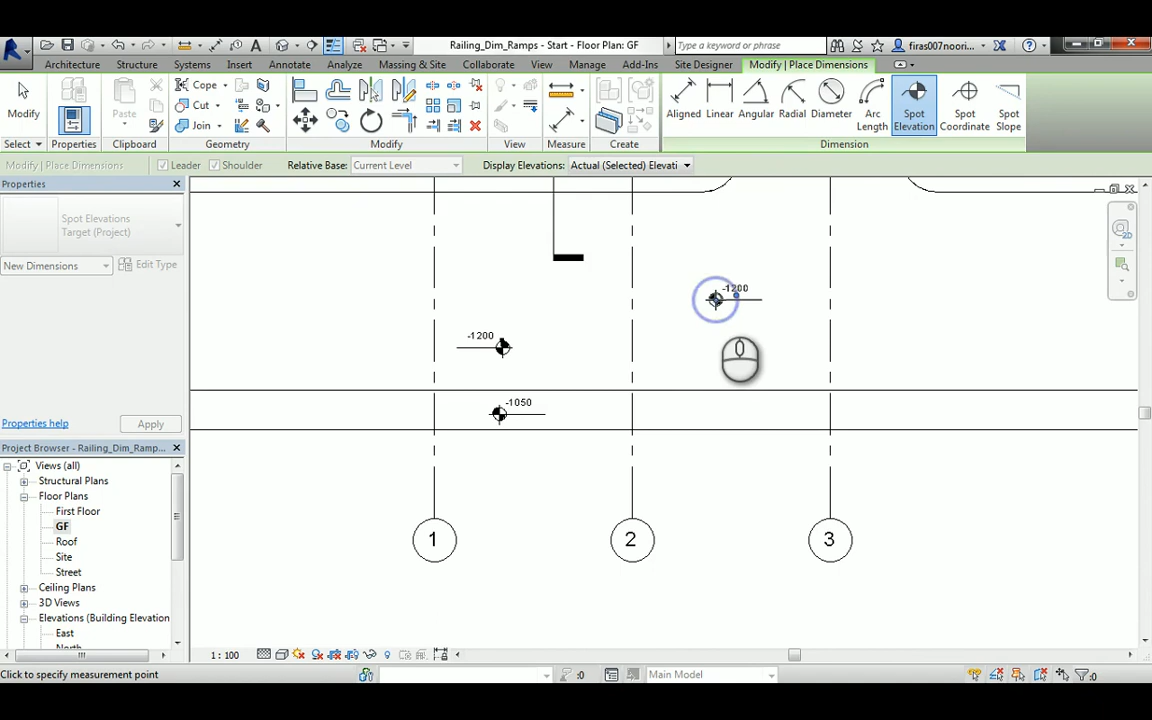 Railing_Dim_Ramps - Start - Floor Plan: GF
Type a keyword or phrase
firas007noori...
Architecture Structure Systems Insert Annotate Analyze Massing & Site Collaborate View Manage Add-Ins Site Designer Modify | Place Dimensions
Modify
Properties
Paste
Cope
Cut
Join
Aligned Linear Angular Radial Diameter Arc Length Spot Elevation Spot Coordinate Spot Slope
Select Properties Clipboard Geometry Modify View Measure Create Dimension
Modify | Place Dimensions Leader Shoulder Relative Base: Current Level Display Elevations: Actual (Selected) Elevati
Properties
Spot Elevations
Target (Project)
New Dimensions Edit Type
-1200
-1200
-1050
Properties help Apply
Project Browser - Railing_Dim_Ramp...
Views (all)
Structural Plans
Floor Plans
First Floor
GF
Roof
Site
Street
Ceiling Plans
3D Views
Elevations (Building Elevation
East
1 2 3
1 : 100
Click to specify measurement point
:0
Main Model
:0